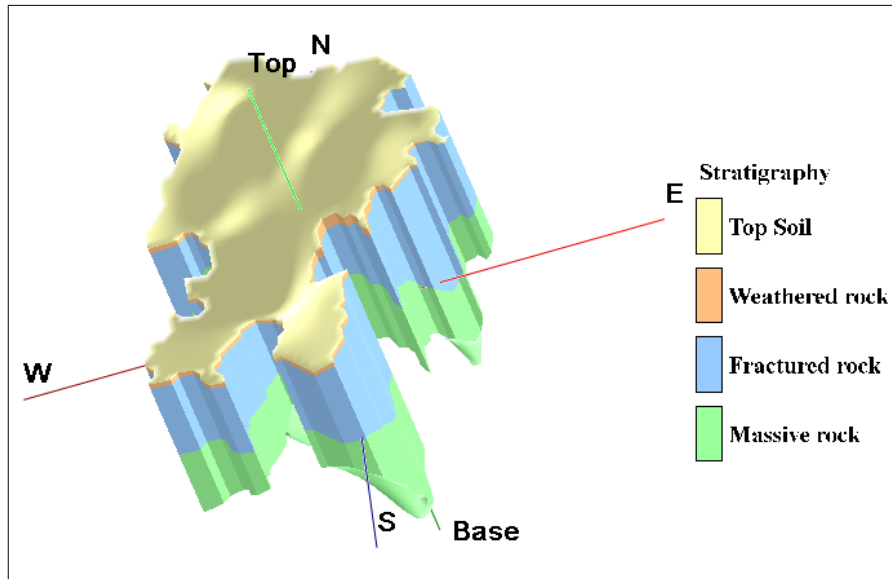 N
Top
E
W
S
Base
Stratigraphy
Top Soil
Weathered rock
Fractured rock
Massive rock